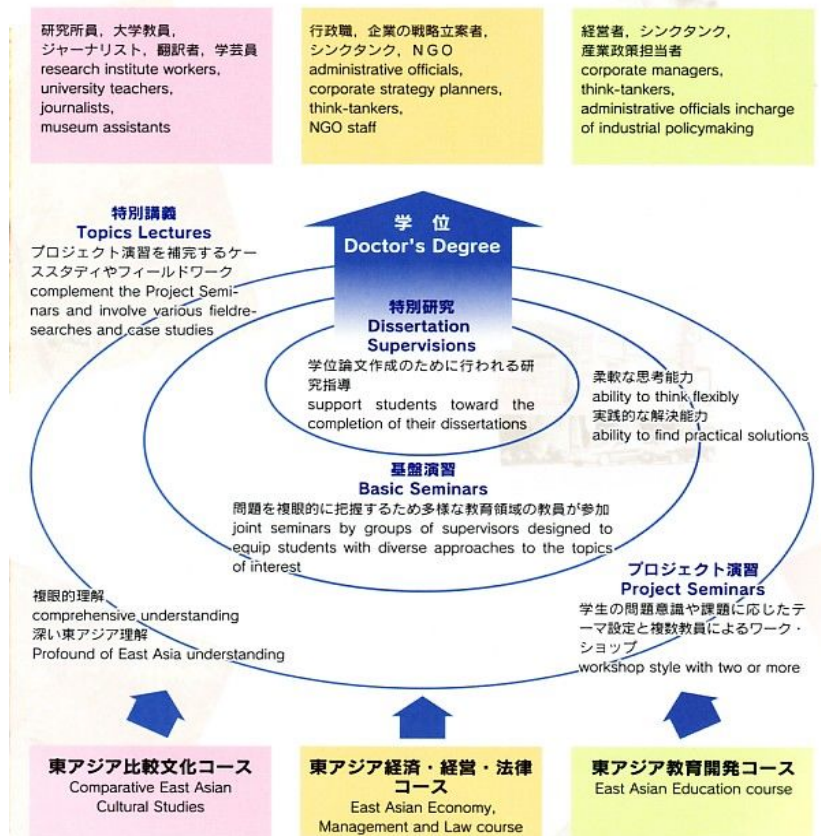 研究所員，大学教員，
ジャーナリスト，翻訳者，学芸員
research institute workers,
university teachers,
journalists,
museum assistants
行政職，企業の戦略立案者，
シンクタンク，ＮＧＯ
administrative officials,
corporate strategy planners,
think-tankers,
NGO staff
経営者，シンクタンク，
産業政策担当者
corporate managers,
think-tankers,
administrative officials incharge
of industrial policymaking
特別講義
Topics Lectures
プロジェクト演習を補完するケー
ススタディやフィールドワーク
complement the Project Semi-
nars and involve various fieldre-
searches and case studies
学 位
Doctor's Degree
特別研究
Dissertation
Supervisions
学位論文作成のために行われる研
究指導
support students toward the
completion of their dissertations
柔軟な思考能力
ability to think flexibly
実践的な解決能力
ability to find practical solutions
基盤演習
Basic Seminars
問題を複眼的に把握するため多様な教育領域の教員が参加
joint seminars by groups of supervisors designed to
equip students with diverse approaches to the topics
of interest
複眼的理解
comprehensive understanding
深い東アジア理解
Profound of East Asia understanding
プロジェクト演習
Project Seminars
学生の問題意識や課題に応じたテ
ーマ設定と複数教員によるワーク・
ショップ
workshop style with two or more
東アジア比較文化コース
Comparative East Asian
Cultural Studies
東アジア経済・経営・法律
コース
East Asian Economy,
Management and Law course
東アジア教育開発コース
East Asian Education course